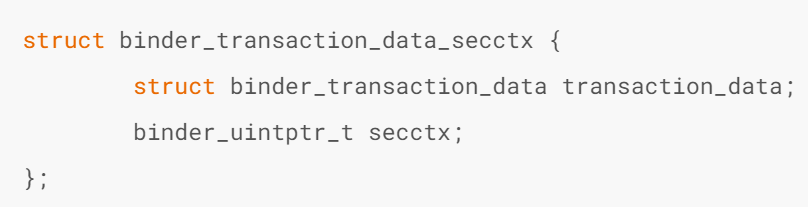 struct binder_transaction_data_secctx {
        struct binder_transaction_data transaction_data;
        binder_uintptr_t secctx;
};